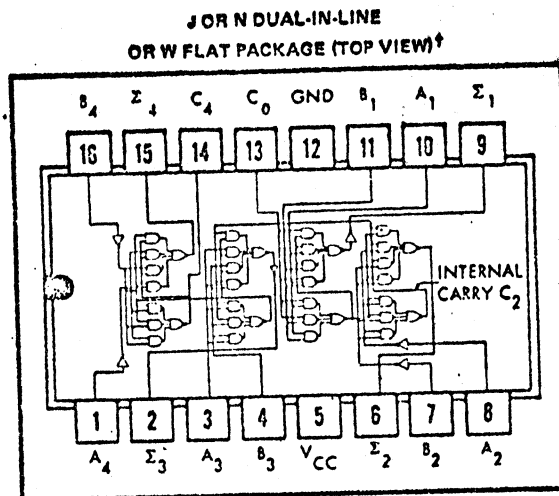 J OR N DUAL-IN-LINE
OR W FLAT PACKAGE (TOP VIEW)†
B4 Σ4 C4 C0 GND B1 A1 Σ1
16 15 14 13 12 11 10 9
INTERNAL
CARRY C2
1 2 3 4 5 6 7 8
A4 Σ3 A3 B3 VCC Σ2 B2 A2